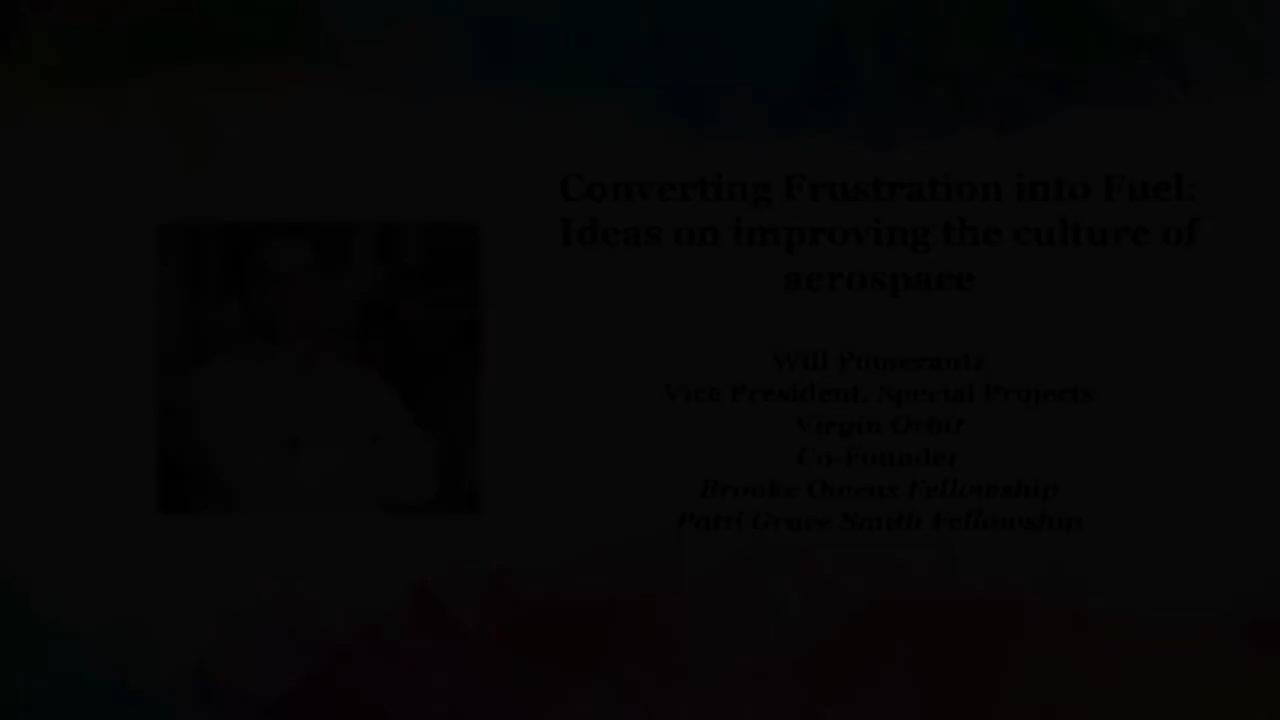 Converting Frustration into Fuel:
Ideas on improving the culture of
aerospace
Will Pomerantz
Vice President, Special Projects
Virgin Orbit
Co-Founder
Brooke Owens Fellowship
Patti Grace Smith Fellowship